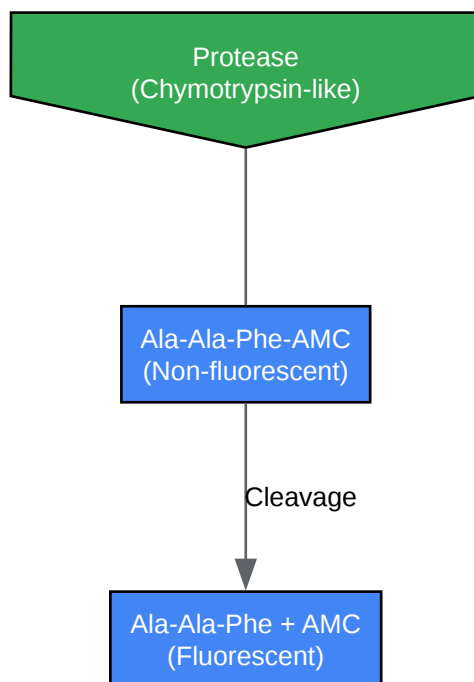 Protease
(Chymotrypsin-like)
Ala-Ala-Phe-AMC
(Non-fluorescent)
Cleavage
Ala-Ala-Phe + AMC
(Fluorescent)